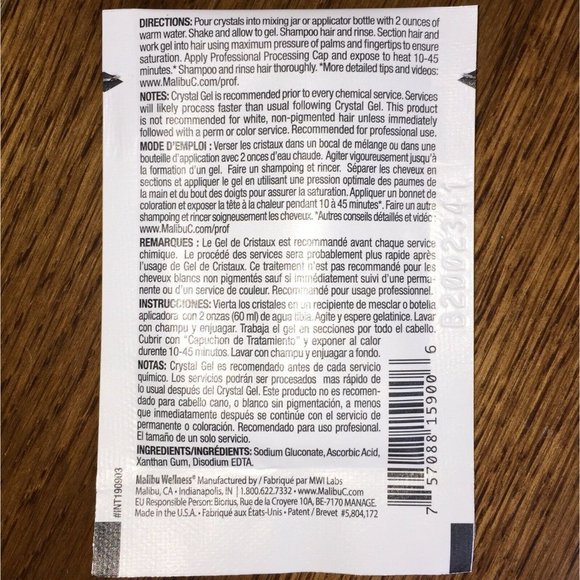 DIRECTIONS: Pour crystals into mixing jar or applicator bottle with 2 ounces of
warm water. Shake and allow to gel. Shampoo hair and rinse. Section hair and
work gel into hair using maximum pressure of palms and fingertips to ensure
saturation. Apply Professional Processing Cap and expose to heat 10-45
minutes.* Shampoo and rinse hair thoroughly. *More detailed tips and videos:
www.MalibuC.com/prof.
NOTES: Crystal Gel is recommended prior to every chemical service. Services
will likely process faster than usual following Crystal Gel. This product
is not recommended for white, non-pigmented hair unless immediately
followed with a perm or color service. Recommended for professional use.
MODE D'EMPLOI : Verser les cristaux dans un bocal de mélange ou dans une
bouteille d'application avec 2 onces d'eau chaude. Agiter vigoureusement jusqu'à
la formation d'un gel. Faire un shampoing et rincer. Séparer les cheveux en
sections et appliquer le gel en utilisant une pression optimale des paumes de
la main et du bout des doigts pour assurer la saturation. Appliquer un bonnet de
coloration et exposer la tête à la chaleur pendant 10 à 45 minutes*. Faire un autre
shampoing et rincer soigneusement les cheveux. *Autres conseils détaillés et vidéo :
www.MalibuC.com/prof
REMARQUES : Le Gel de Cristaux est recommandé avant chaque service
chimique. Le procédé des services sera probablement plus rapide après
l'usage de Gel de Cristaux. Ce traitement n'est pas recommandé pour les
cheveux blancs non pigmentés sauf si immédiatement suivi d'une perma-
nente ou d'un service de couleur. Recommandé pour usage professionnel.
INSTRUCCIONES: Vierta los cristales en un recipiente de mesclar o botella
aplicadora con 2 onzas (60 ml) de agua tibia. Agite y espere gelatinice. Lavar
con champu y enjuagar. Trabaja el gel en secciones por todo el cabello.
Cubrir con "Capuchon de Tratamiento" y exponer al calor
durente 10-45 minutos. Lavar con champu y enjuagar a fondo.
NOTAS: Crystal Gel es recomendado antes de cada servicio
químico. Los servicios podrán ser procesados mas rapido de
lo usual después del Crystal Gel. Este producto no es recomen-
dado para cabello cano, o blanco sin pigmentación, a menos
que inmediatamente después se continúe con el servicio de
permanente o coloración. Recomendado para uso profesional.
El tamaño de un solo servicio.
INGREDIENTS/INGRÉDIENTS: Sodium Gluconate, Ascorbic Acid,
Xanthan Gum, Disodium EDTA.
Malibu Wellness® Manufactured by / Fabriqué par MWI Labs
Malibu, CA • Indianapolis, IN | 1.800.622.7332 • www.MalibuC.com
EU Responsible Person: Biorius, Rue de la Croyere 10A, BE-7170 MANAGE.
Made in the U.S.A. • Fabriqué aux États-Unis • Patent / Brevet #5,804,172
#INT190903
7 57088 15900 6